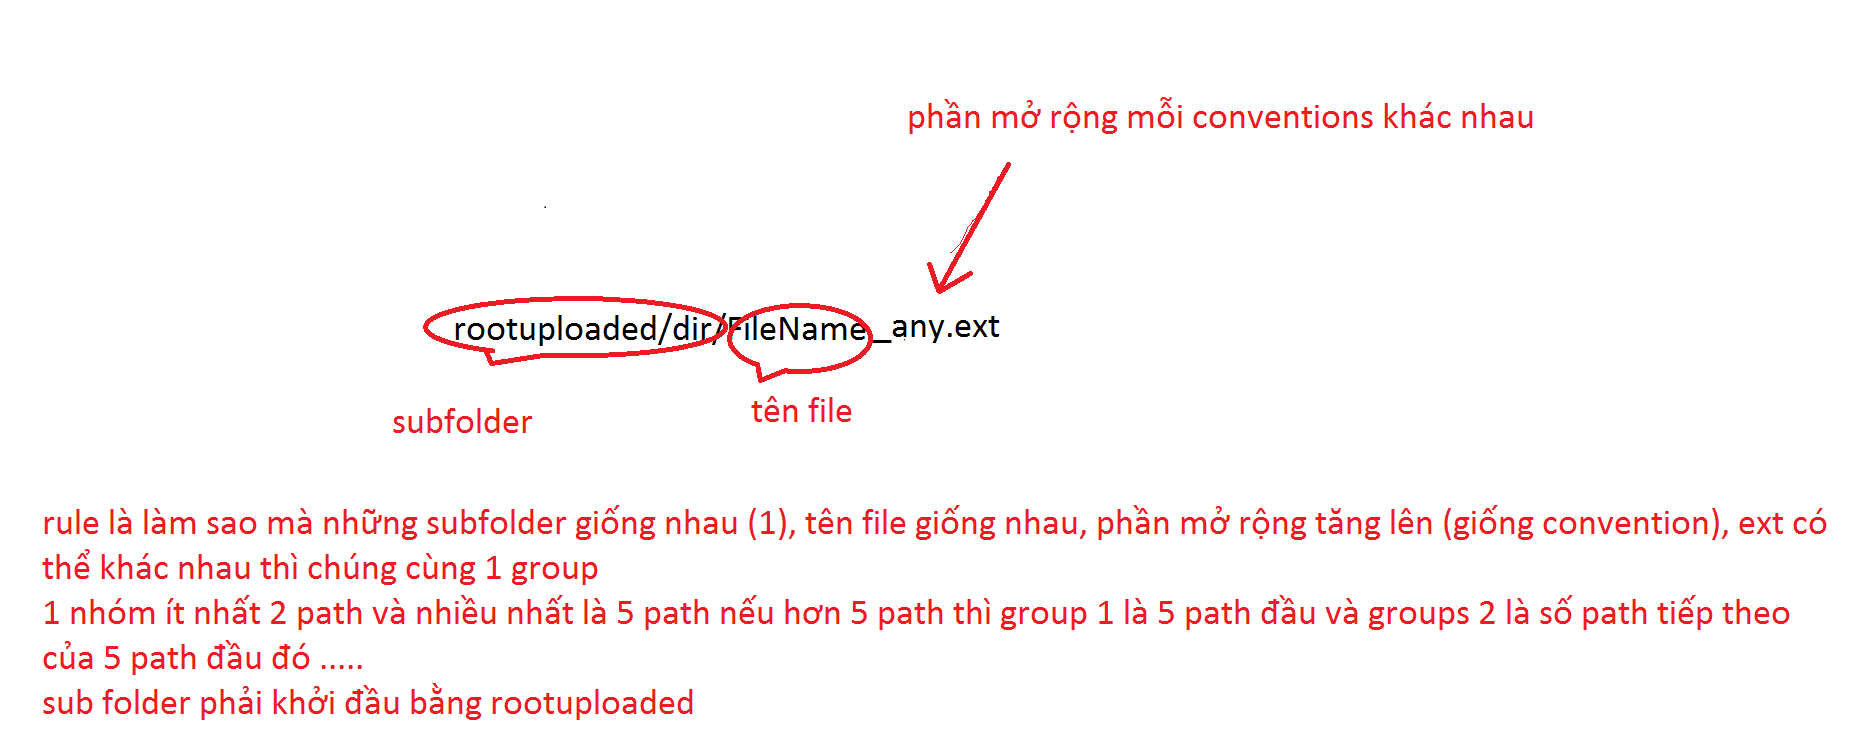 phần mở rộng mỗi conventions khác nhau
rootuploaded/dir/FileName_any.ext
subfolder
tên file
rule là làm sao mà những subfolder giống nhau (1), tên file giống nhau, phần mở rộng tăng lên (giống convention), ext có
thể khác nhau thì chúng cùng 1 group
1 nhóm ít nhất 2 path và nhiều nhất là 5 path nếu hơn 5 path thì group 1 là 5 path đầu và groups 2 là số path tiếp theo
của 5 path đầu đó .....
sub folder phải khởi đầu bằng rootuploaded